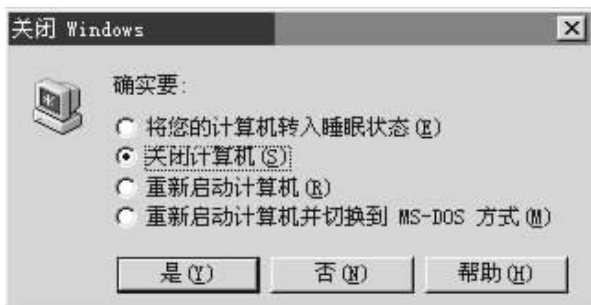 关闭 Windows
确实要:
将您的计算机转入睡眠状态(E)
关闭计算机(S)
重新启动计算机(R)
重新启动计算机并切换到 MS-DOS 方式(M)
是(Y) 否(N) 帮助(H)